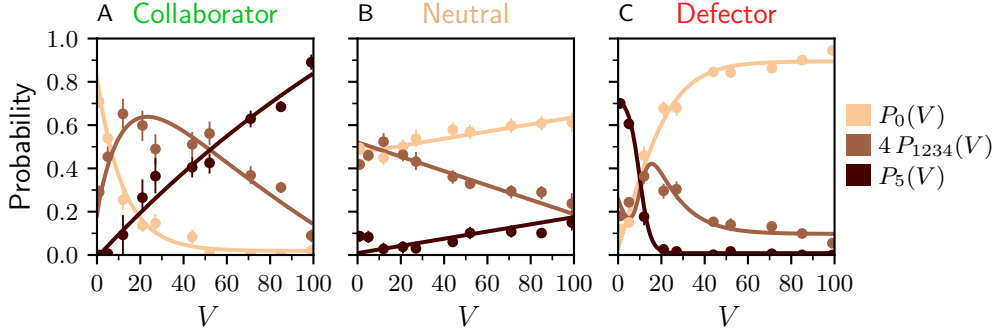 A Collaborator
B Neutral
C Defector
Probability
1.0
0.8
0.6
0.4
0.2
0.0
0 20 40 60 80 100
0 20 40 60 80 100
0 20 40 60 80 100
V
V
V
P₀(V)
4 P₁₂₃₄(V)
P₅(V)